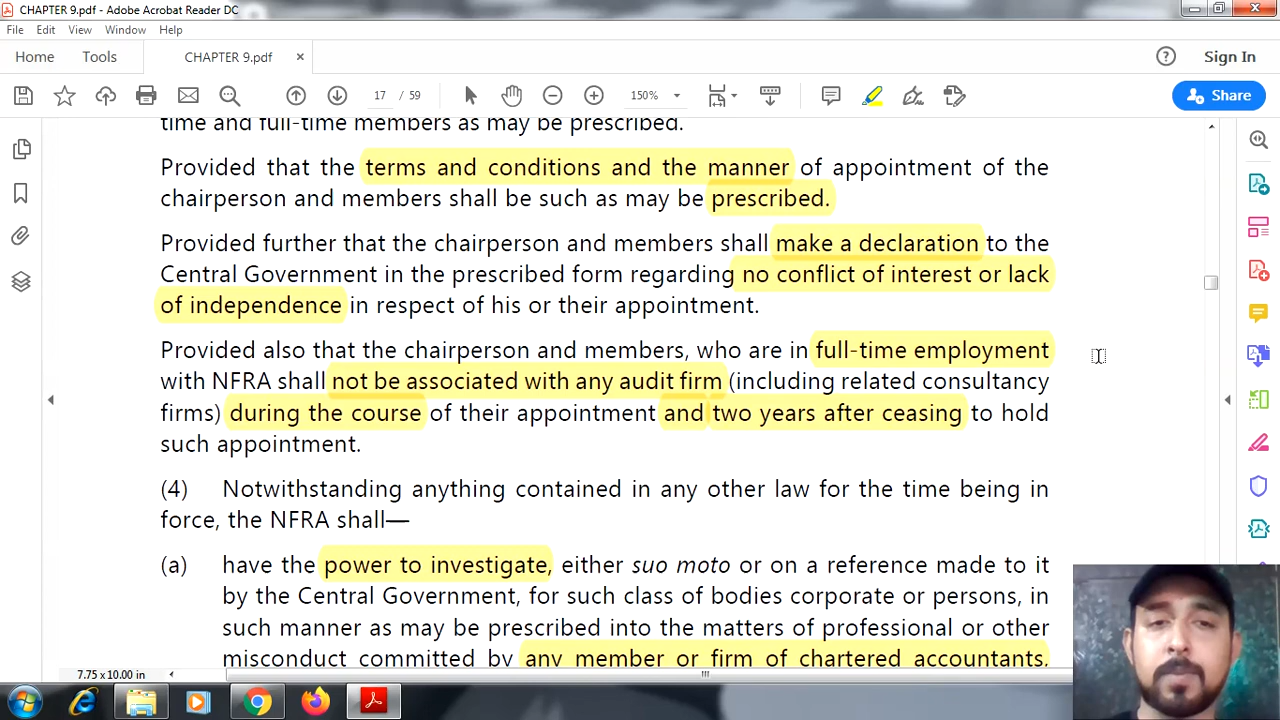 CHAPTER 9.pdf - Adobe Acrobat Reader DC
File Edit View Window Help
Home Tools CHAPTER 9.pdf × ? Sign In
17 / 59 150% Share
time and full-time members as may be prescribed.
Provided that the terms and conditions and the manner of appointment of the
chairperson and members shall be such as may be prescribed.
Provided further that the chairperson and members shall make a declaration to the
Central Government in the prescribed form regarding no conflict of interest or lack
of independence in respect of his or their appointment.
Provided also that the chairperson and members, who are in full-time employment
with NFRA shall not be associated with any audit firm (including related consultancy
firms) during the course of their appointment and two years after ceasing to hold
such appointment.
(4) Notwithstanding anything contained in any other law for the time being in
force, the NFRA shall—
(a) have the power to investigate, either suo moto or on a reference made to it
by the Central Government, for such class of bodies corporate or persons, in
such manner as may be prescribed into the matters of professional or other
misconduct committed by any member or firm of chartered accountants,
7.75 x 10.00 in